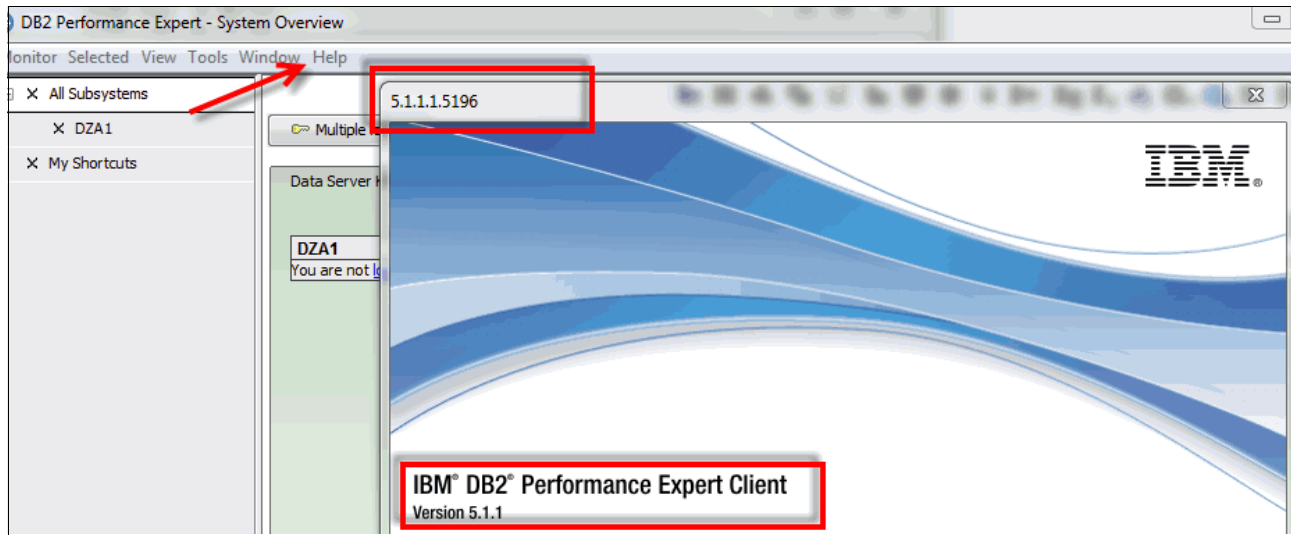 DB2 Performance Expert - System Overview
Monitor Selected View Tools Window Help
All Subsystems
DZA1
My Shortcuts
5.1.1.1.5196
Multiple
Data Server
DZA1
You are not
IBM®
IBM® DB2® Performance Expert Client
Version 5.1.1